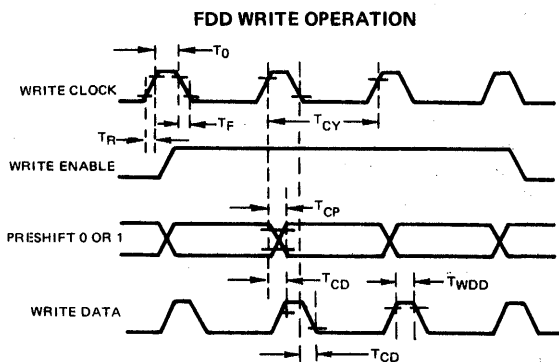 FDD WRITE OPERATION
T0
WRITE CLOCK
TR
TF
TCY
WRITE ENABLE
TCP
PRESHIFT 0 OR 1
TCD
TWDD
WRITE DATA
TCD